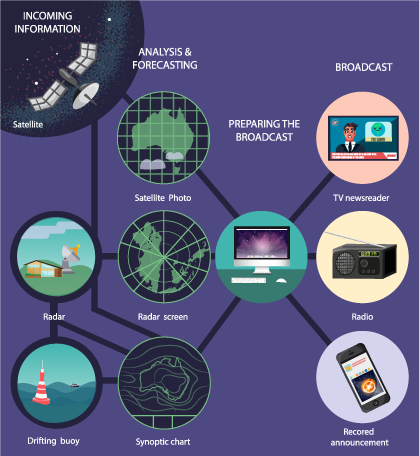 INCOMING
INFORMATION
ANALYSIS &
FORECASTING
BROADCAST
PREPARING THE
BROADCAST
Satellite
Satellite Photo
TV newsreader
Radar
Radar screen
Radio
Drifting buoy
Synoptic chart
Recored
announcement